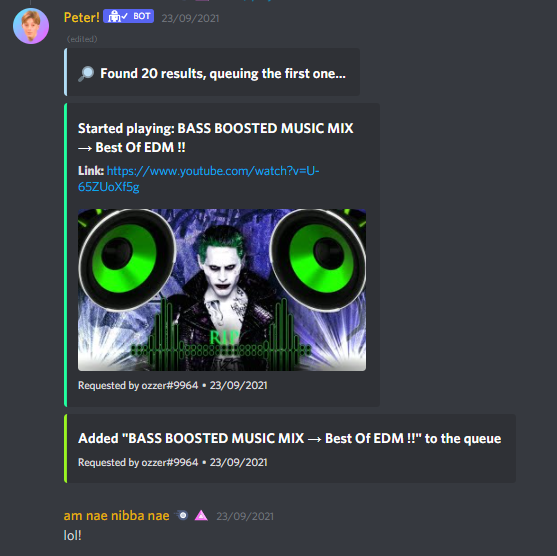 Peter! BOT 23/09/2021
(edited)
Found 20 results, queuing the first one...
Started playing: BASS BOOSTED MUSIC MIX
→ Best Of EDM !!
Link: https://www.youtube.com/watch?v=U-
65ZUoXf5g
RIP
Requested by ozzer#9964 • 23/09/2021
Added "BASS BOOSTED MUSIC MIX → Best Of EDM !!" to the queue
Requested by ozzer#9964 • 23/09/2021
am nae nibba nae 23/09/2021
lol!